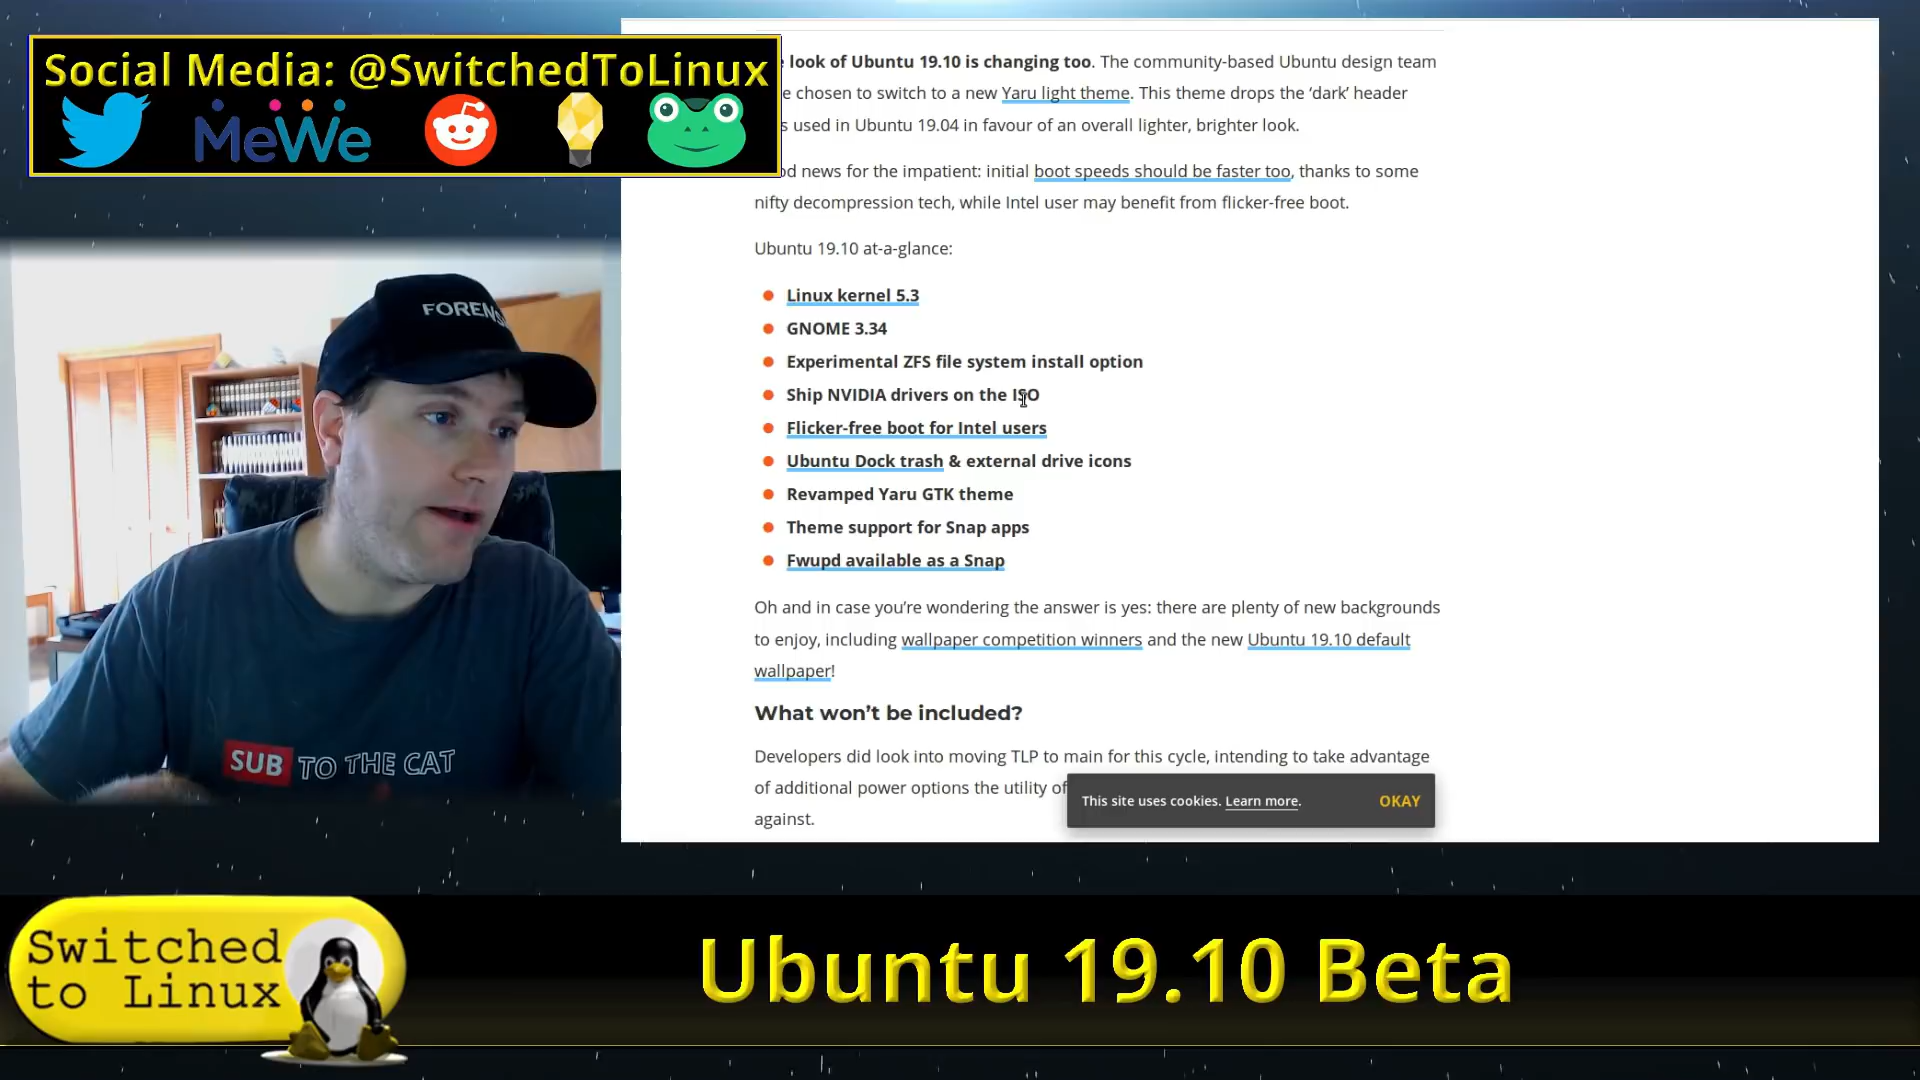 Social Media: @SwitchedToLinux
MeWe
look of Ubuntu 19.10 is changing too. The community-based Ubuntu design team
chosen to switch to a new Yaru light theme. This theme drops the ‘dark’ header
used in Ubuntu 19.04 in favour of an overall lighter, brighter look.
news for the impatient: initial boot speeds should be faster too, thanks to some
nifty decompression tech, while Intel user may benefit from flicker-free boot.
Ubuntu 19.10 at-a-glance:
Linux kernel 5.3
GNOME 3.34
Experimental ZFS file system install option
Ship NVIDIA drivers on the ISO
Flicker-free boot for Intel users
Ubuntu Dock trash & external drive icons
Revamped Yaru GTK theme
Theme support for Snap apps
Fwupd available as a Snap
Oh and in case you’re wondering the answer is yes: there are plenty of new backgrounds
to enjoy, including wallpaper competition winners and the new Ubuntu 19.10 default
wallpaper!
What won’t be included?
Developers did look into moving TLP to main for this cycle, intending to take advantage
of additional power options the utility of
against.
This site uses cookies. Learn more. OKAY
SUB TO THE CAT
Switched
to Linux
Ubuntu 19.10 Beta